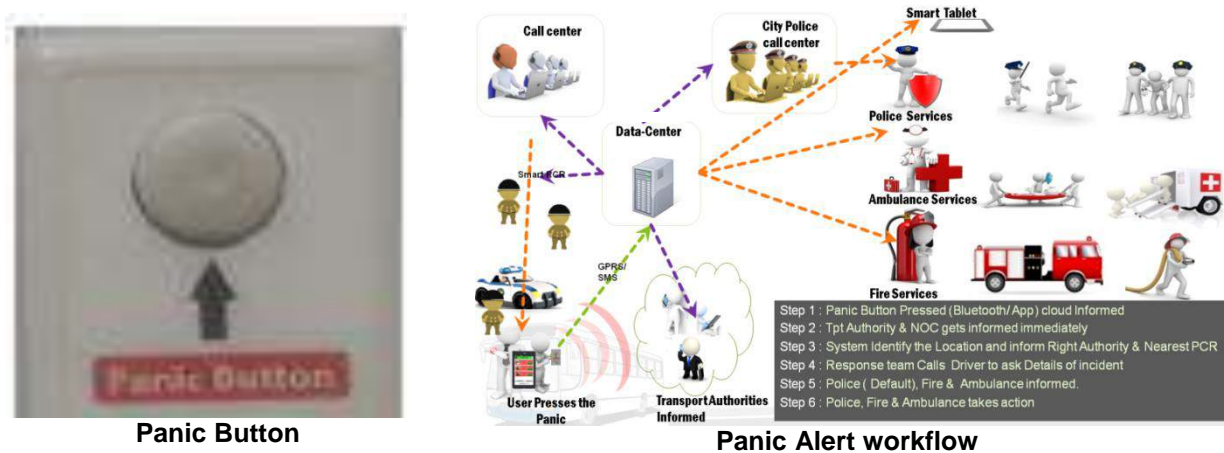 Panic Button
Panic Button
Call center
City Police
call center
Smart Tablet
Data-Center
Smart PCR
Police Services
Ambulance Services
GPRS/
SMS
Fire Services
User Presses the
Panic
Transport Authorities
Informed
Step 1 : Panic Button Pressed (Bluetooth/ App) cloud Informed
Step 2 : Tpt Authority & NOC gets informed immediately
Step 3 : System Identify the Location and inform Right Authority & Nearest PCR
Step 4 : Response team Calls Driver to ask Details of incident
Step 5 : Police ( Default), Fire & Ambulance informed.
Step 6 : Police, Fire & Ambulance takes action
Panic Alert workflow